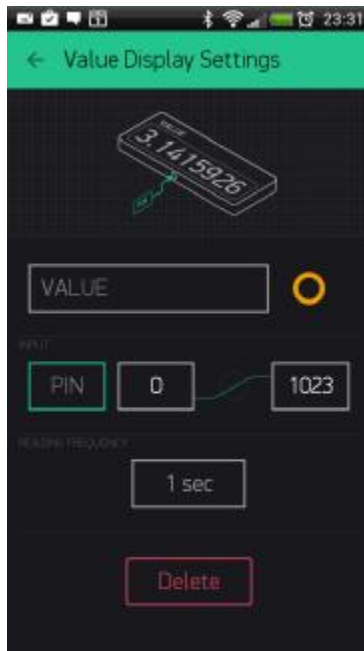 23:31
Value Display Settings
VALUE
3.1415926
VALUE
INPUT
PIN 0 1023
READING FREQUENCY
1 sec
Delete